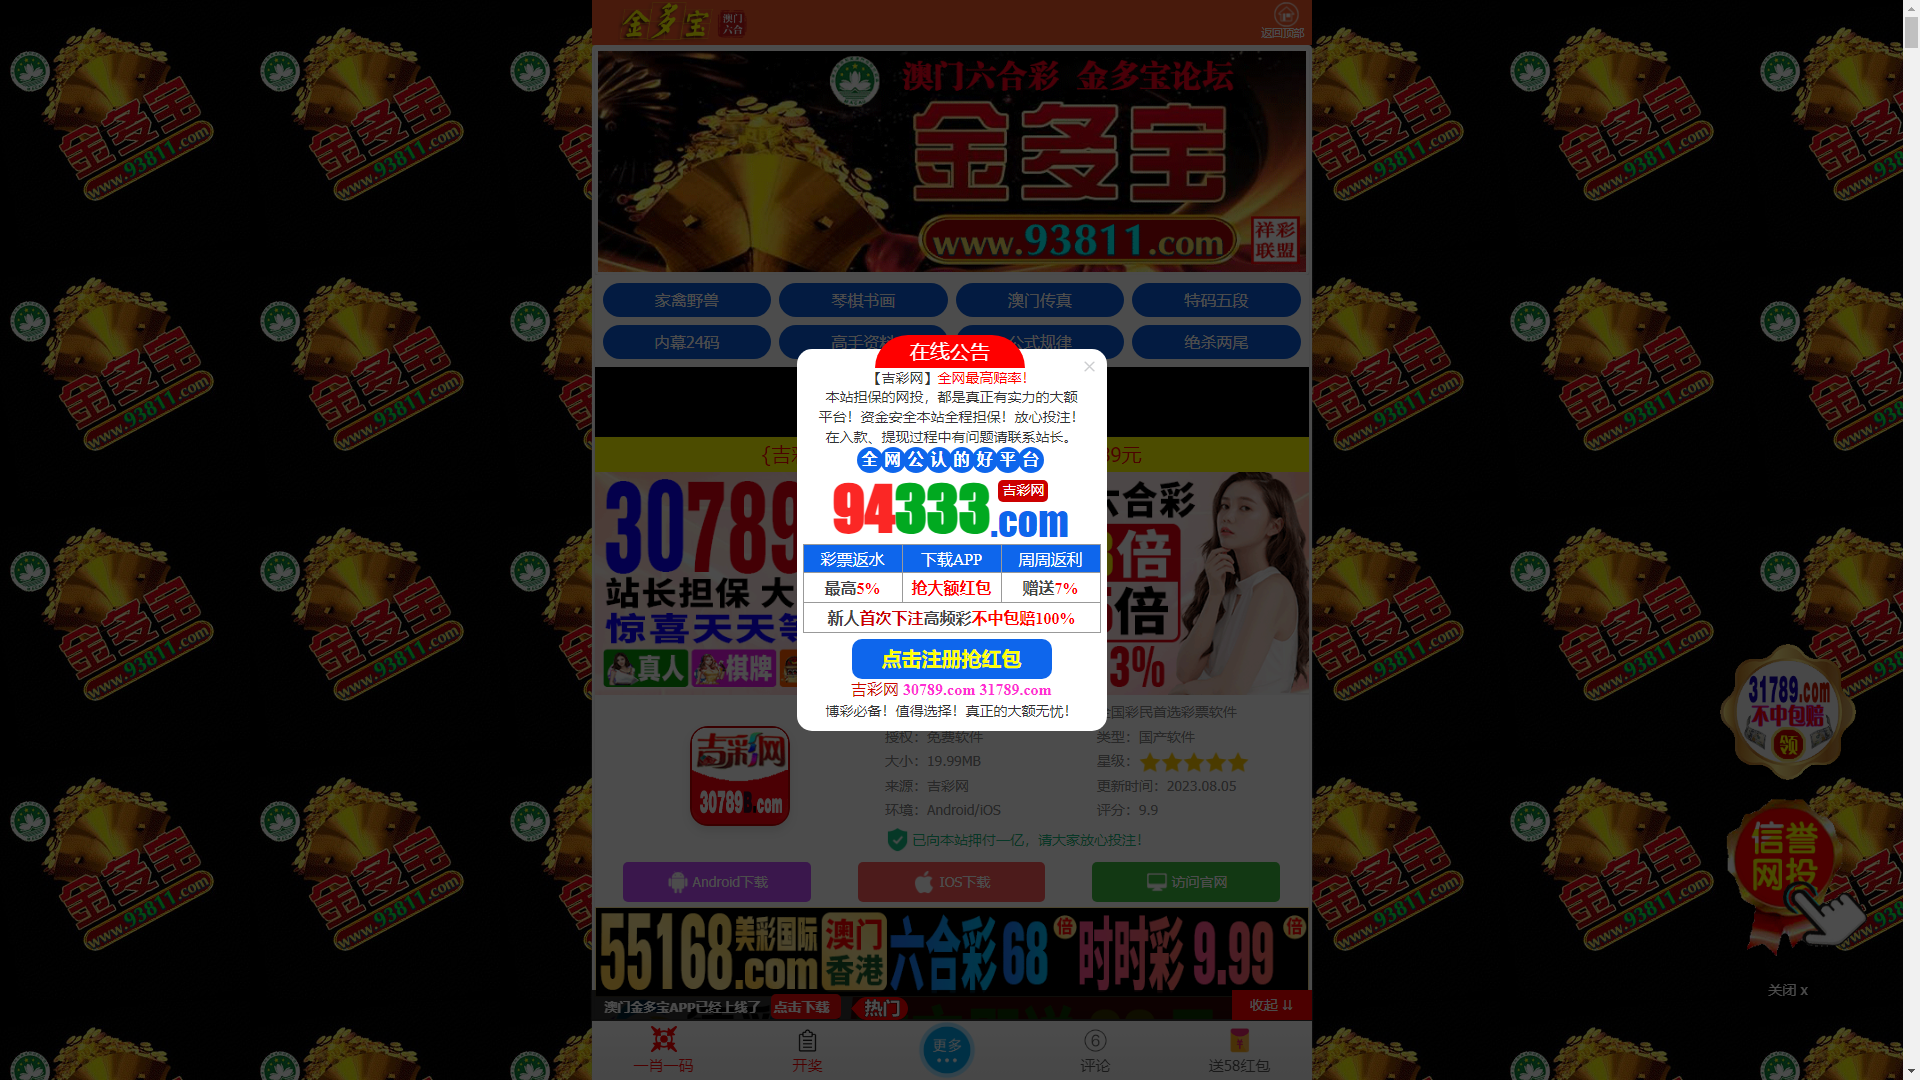 金多宝 澳门六合
返回顶部
澳门六合彩 金多宝论坛
金多宝
www.93811.com
祥彩联盟
家禽野兽 琴棋书画 澳门传真 特码五段
内幕24码 高手资料 公式规律 绝杀两尾
在线公告
【吉彩网】全网最高赔率！
本站担保的网投，都是真正有实力的大额
平台！资金安全本站全程担保！放心投注！
在入款、提现过程中有问题请联系站长。
全网公认的好平台
94333.com
吉彩网
彩票返水 下载APP 周周返利
最高5% 抢大额红包 赠送7%
新人首次下注高频彩不中包赔100%
点击注册抢红包
吉彩网 30789.com 31789.com
博彩必备！值得选择！真正的大额无忧！
30789
站长担保
惊喜天天
真人 棋牌
六合彩
倍
倍
3%
全国彩民首选彩票软件
授权：免费软件 类型：国产软件
大小：19.99MB 星级：
来源：吉彩网 更新时间：2023.08.05
环境：Android/iOS 评分：9.9
吉彩网
已向本站押付一亿，请大家放心投注！
Android下载 IOS下载 访问官网
55168.com 美彩国际 澳门香港 六合彩68倍 时时彩9.99倍
澳门金多宝APP已经上线了 点击下载 热门 收起
一肖一码 开奖 更多 评论 送58红包
31789.com
不中包赔
领
信誉网投
关闭 x
金多宝
www.93811.com